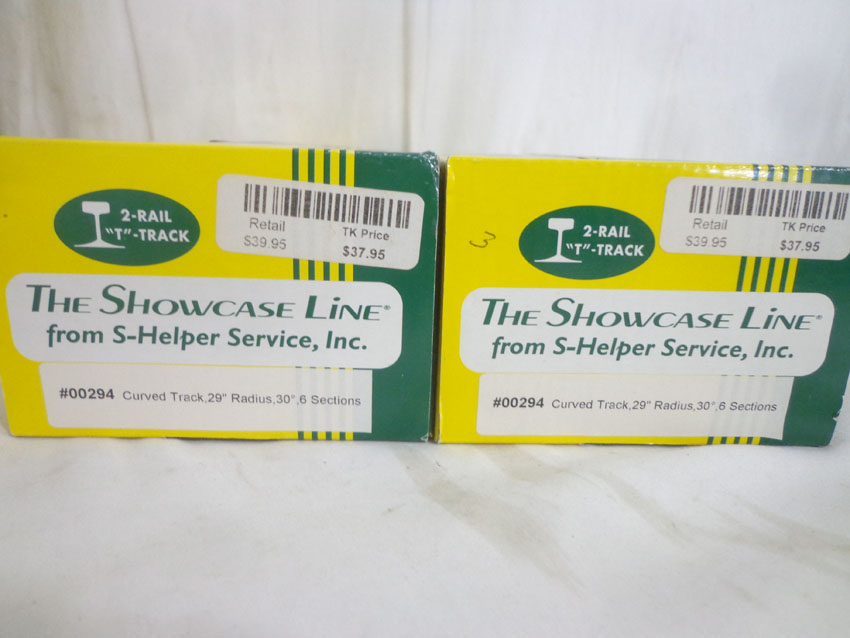 2-RAIL
"T"-TRACK
Retail
$39.95
TK Price
$37.95
THE SHOWCASE LINE®
from S-Helper Service, Inc.
#00294 Curved Track,29" Radius,30°,6 Sections
3
2-RAIL
"T"-TRACK
Retail
$39.95
TK Price
$37.95
THE SHOWCASE LINE®
from S-Helper Service, Inc.
#00294 Curved Track,29" Radius,30°,6 Sections